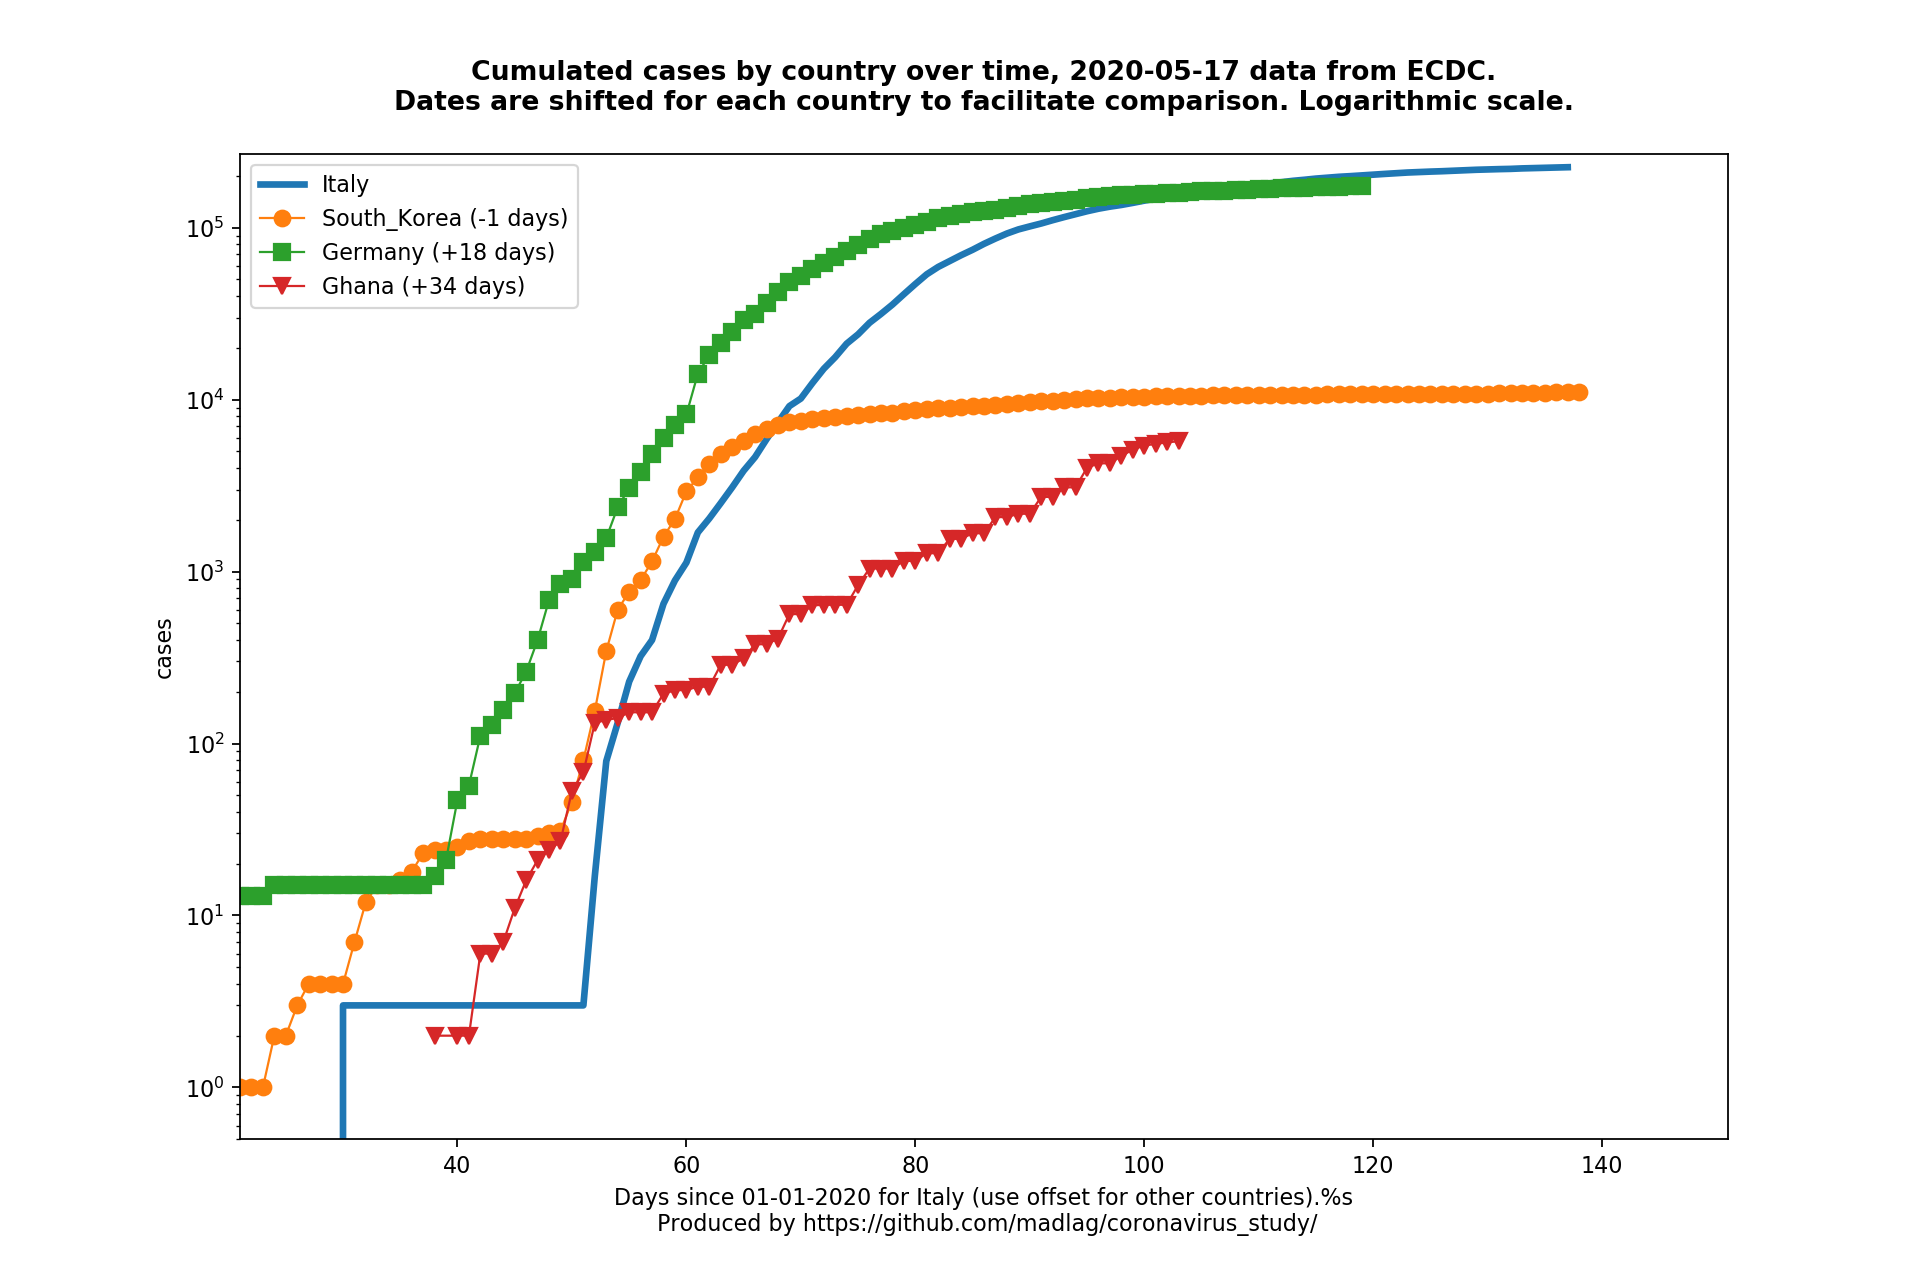 Cumulated cases by country over time, 2020-05-17 data from ECDC.
Dates are shifted for each country to facilitate comparison. Logarithmic scale.
Italy
South_Korea (-1 days)
Germany (+18 days)
Ghana (+34 days)
10^5
10^4
10^3
10^2
10^1
10^0
cases
40 60 80 100 120 140
Days since 01-01-2020 for Italy (use offset for other countries).%s
Produced by https://github.com/madlag/coronavirus_study/